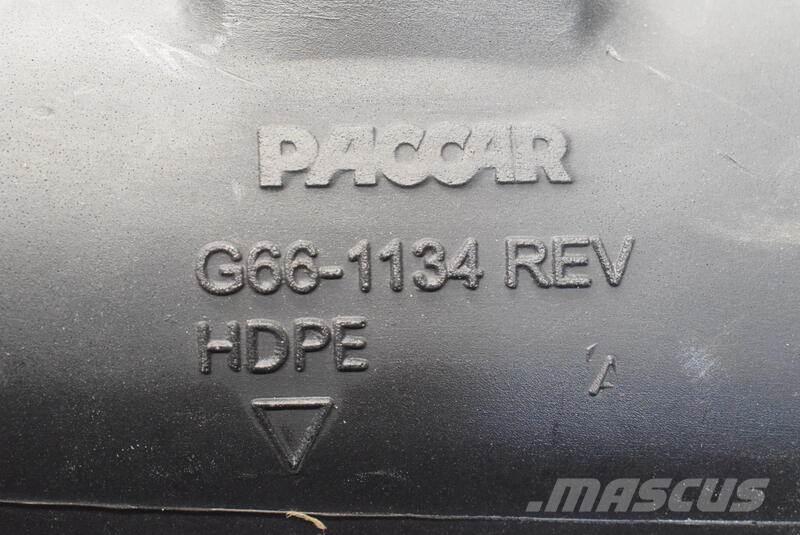 PACCAR
G66-1134 REV
HDPE
MASCUS